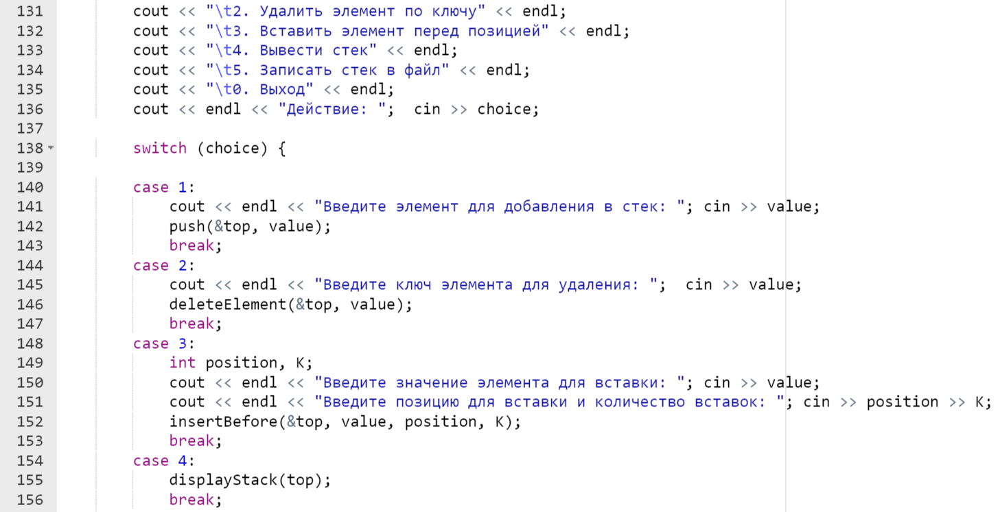 131 cout << "\t2. Удалить элемент по ключу" << endl;
132 cout << "\t3. Вставить элемент перед позицией" << endl;
133 cout << "\t4. Вывести стек" << endl;
134 cout << "\t5. Записать стек в файл" << endl;
135 cout << "\t0. Выход" << endl;
136 cout << endl << "Действие: ";  cin >> choice;
137
138 switch (choice) {
139
140 case 1:
141 cout << endl << "Введите элемент для добавления в стек: "; cin >> value;
142 push(&top, value);
143 break;
144 case 2:
145 cout << endl << "Введите ключ элемента для удаления: ";  cin >> value;
146 deleteElement(&top, value);
147 break;
148 case 3:
149 int position, K;
150 cout << endl << "Введите значение элемента для вставки: "; cin >> value;
151 cout << endl << "Введите позицию для вставки и количество вставок: "; cin >> position >> K;
152 insertBefore(&top, value, position, K);
153 break;
154 case 4:
155 displayStack(top);
156 break;